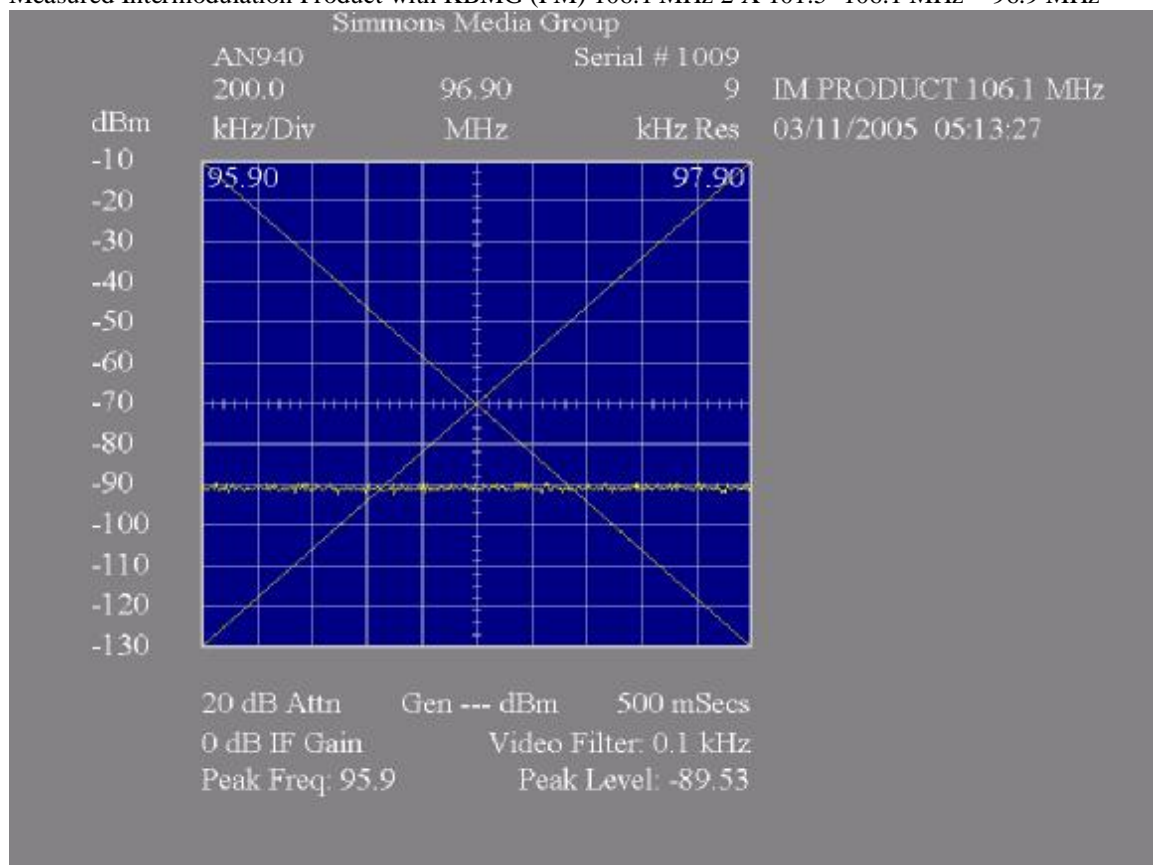 Measured Intermodulation Product with KBMG (FM) 106.1 MHz 2 X 101.5 -106.1 MHz = 96.9 MHz
Simmons Media Group
AN940 Serial # 1009
200.0 96.90 9 IM PRODUCT 106.1 MHz
dBm kHz/Div MHz kHz Res 03/11/2005 05:13:27
-10
95.90 97.90
-20
-30
-40
-50
-60
-70
-80
-90
-100
-110
-120
-130
20 dB Attn Gen --- dBm 500 mSecs
0 dB IF Gain Video Filter: 0.1 kHz
Peak Freq: 95.9 Peak Level: -89.53